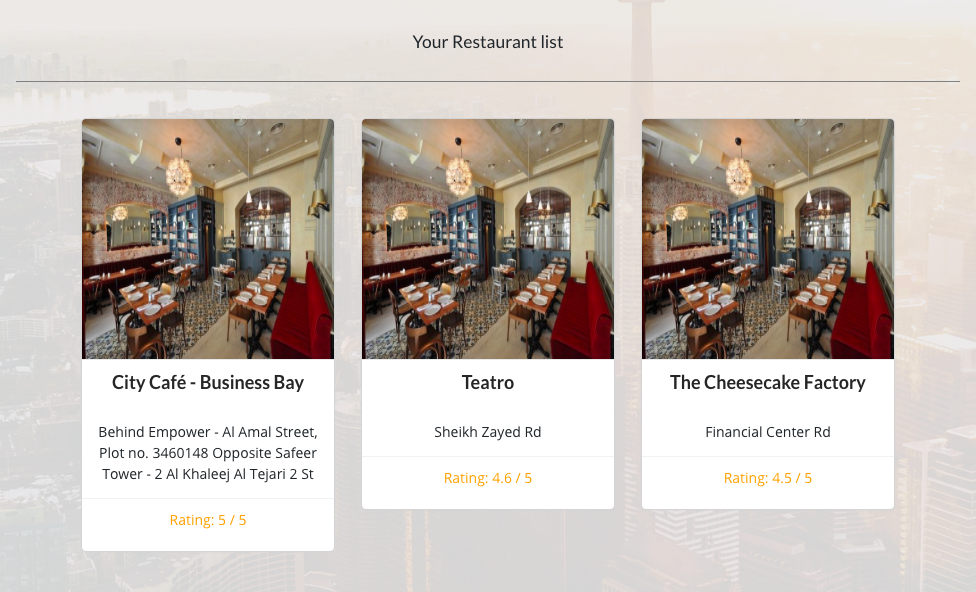 Your Restaurant list
City Café - Business Bay
Behind Empower - Al Amal Street,
Plot no. 3460148 Opposite Safeer
Tower - 2 Al Khaleej Al Tejari 2 St
Rating: 5 / 5
Teatro
Sheikh Zayed Rd
Rating: 4.6 / 5
The Cheesecake Factory
Financial Center Rd
Rating: 4.5 / 5